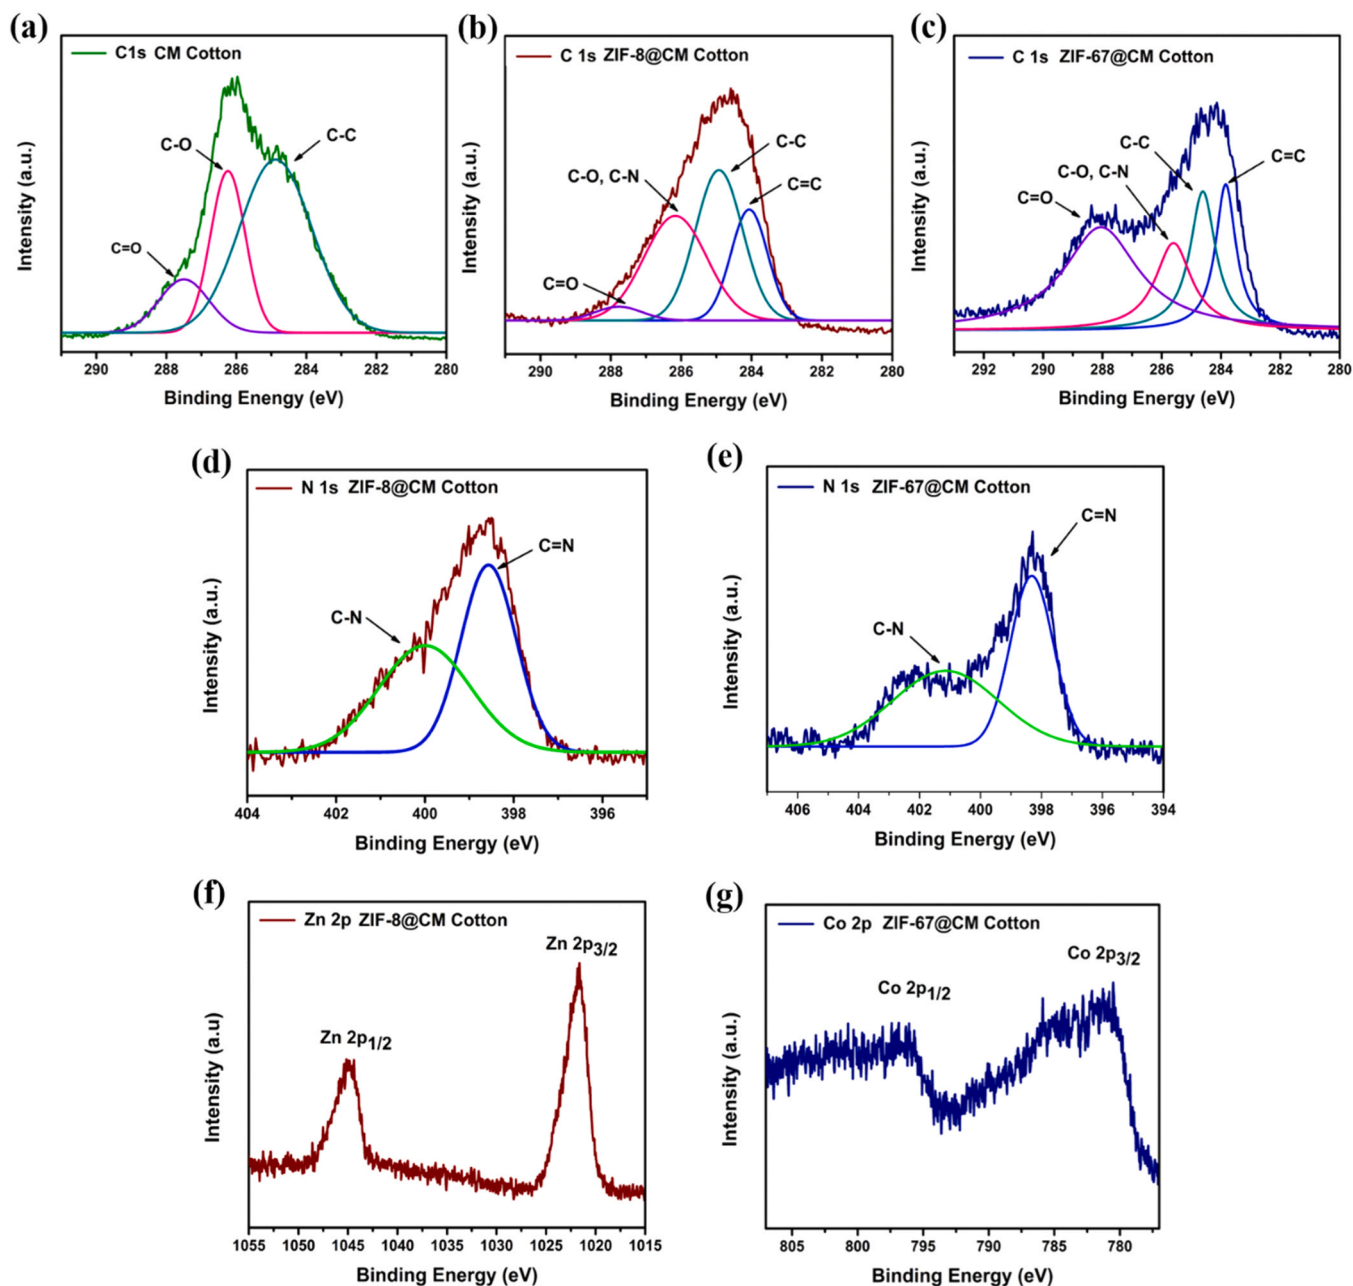 (a)
C1s CM Cotton
C-O
C-C
C=O
Intensity (a.u.)
290 288 286 284 282 280
Binding Energy (eV)
(b)
C 1s ZIF-8@CM Cotton
C-O, C-N
C-C
C=C
C=O
Intensity (a.u.)
290 288 286 284 282 280
Binding Energy (eV)
(c)
C 1s ZIF-67@CM Cotton
C-C
C-O, C-N
C=C
C=O
Intensity (a.u.)
292 290 288 286 284 282 280
Binding Energy (eV)
(d)
N 1s ZIF-8@CM Cotton
C=N
C-N
Intensity (a.u.)
404 402 400 398 396
Binding Energy (eV)
(e)
N 1s ZIF-67@CM Cotton
C=N
C-N
Intensity (a.u.)
406 404 402 400 398 396 394
Binding Energy (eV)
(f)
Zn 2p ZIF-8@CM Cotton
Zn 2p3/2
Zn 2p1/2
Intensity (a.u)
1055 1050 1045 1040 1035 1030 1025 1020 1015
Binding Energy (eV)
(g)
Co 2p ZIF-67@CM Cotton
Co 2p3/2
Co 2p1/2
Intensity (a.u.)
805 800 795 790 785 780
Binding Energy (eV)